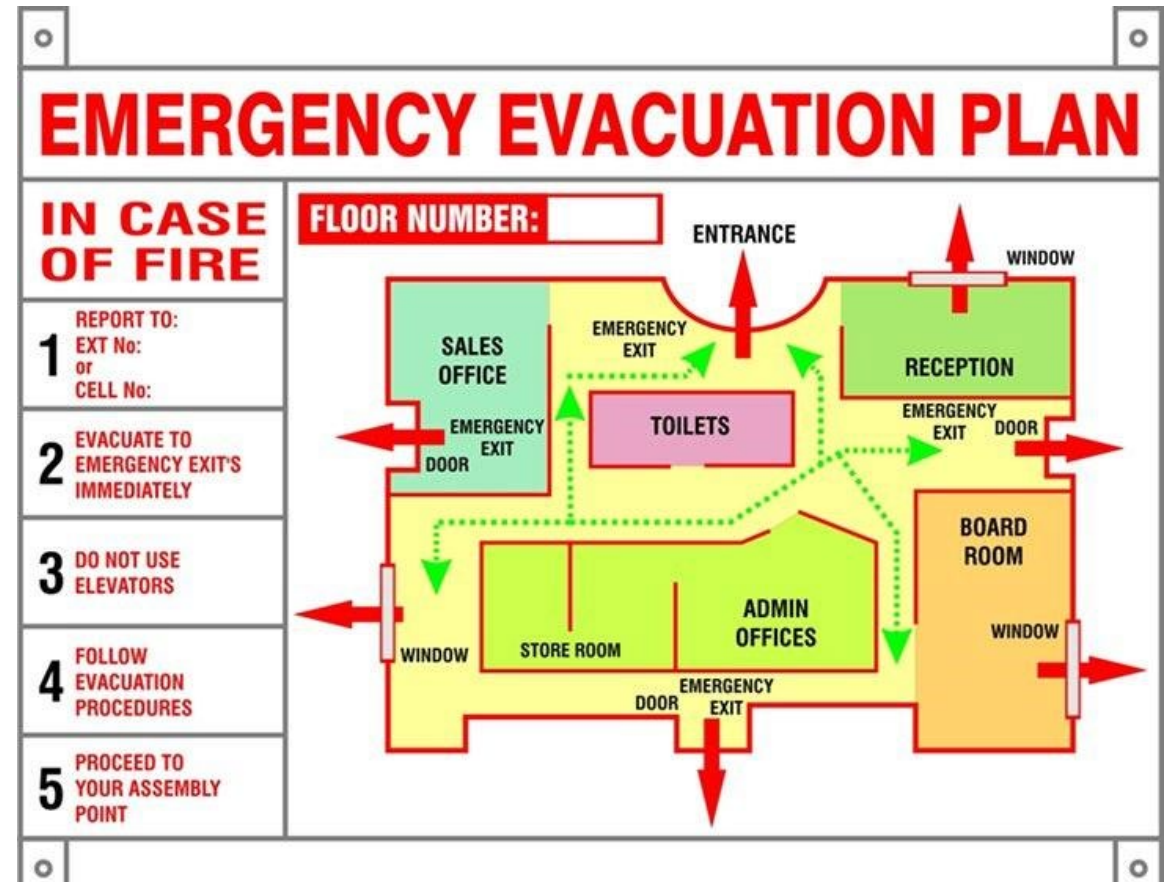 EMERGENCY EVACUATION PLAN
IN CASE
OF FIRE
1
REPORT TO:
EXT No:
or
CELL No:
2
EVACUATE TO
EMERGENCY EXIT'S
IMMEDIATELY
3
DO NOT USE
ELEVATORS
4
FOLLOW
EVACUATION
PROCEDURES
5
PROCEED TO
YOUR ASSEMBLY
POINT
FLOOR NUMBER:
ENTRANCE
WINDOW
EMERGENCY
EXIT
SALES
OFFICE
RECEPTION
TOILETS
EMERGENCY
EXIT
DOOR
EMERGENCY
EXIT
DOOR
BOARD
ROOM
ADMIN
OFFICES
STORE ROOM
WINDOW
WINDOW
DOOR
EMERGENCY
EXIT